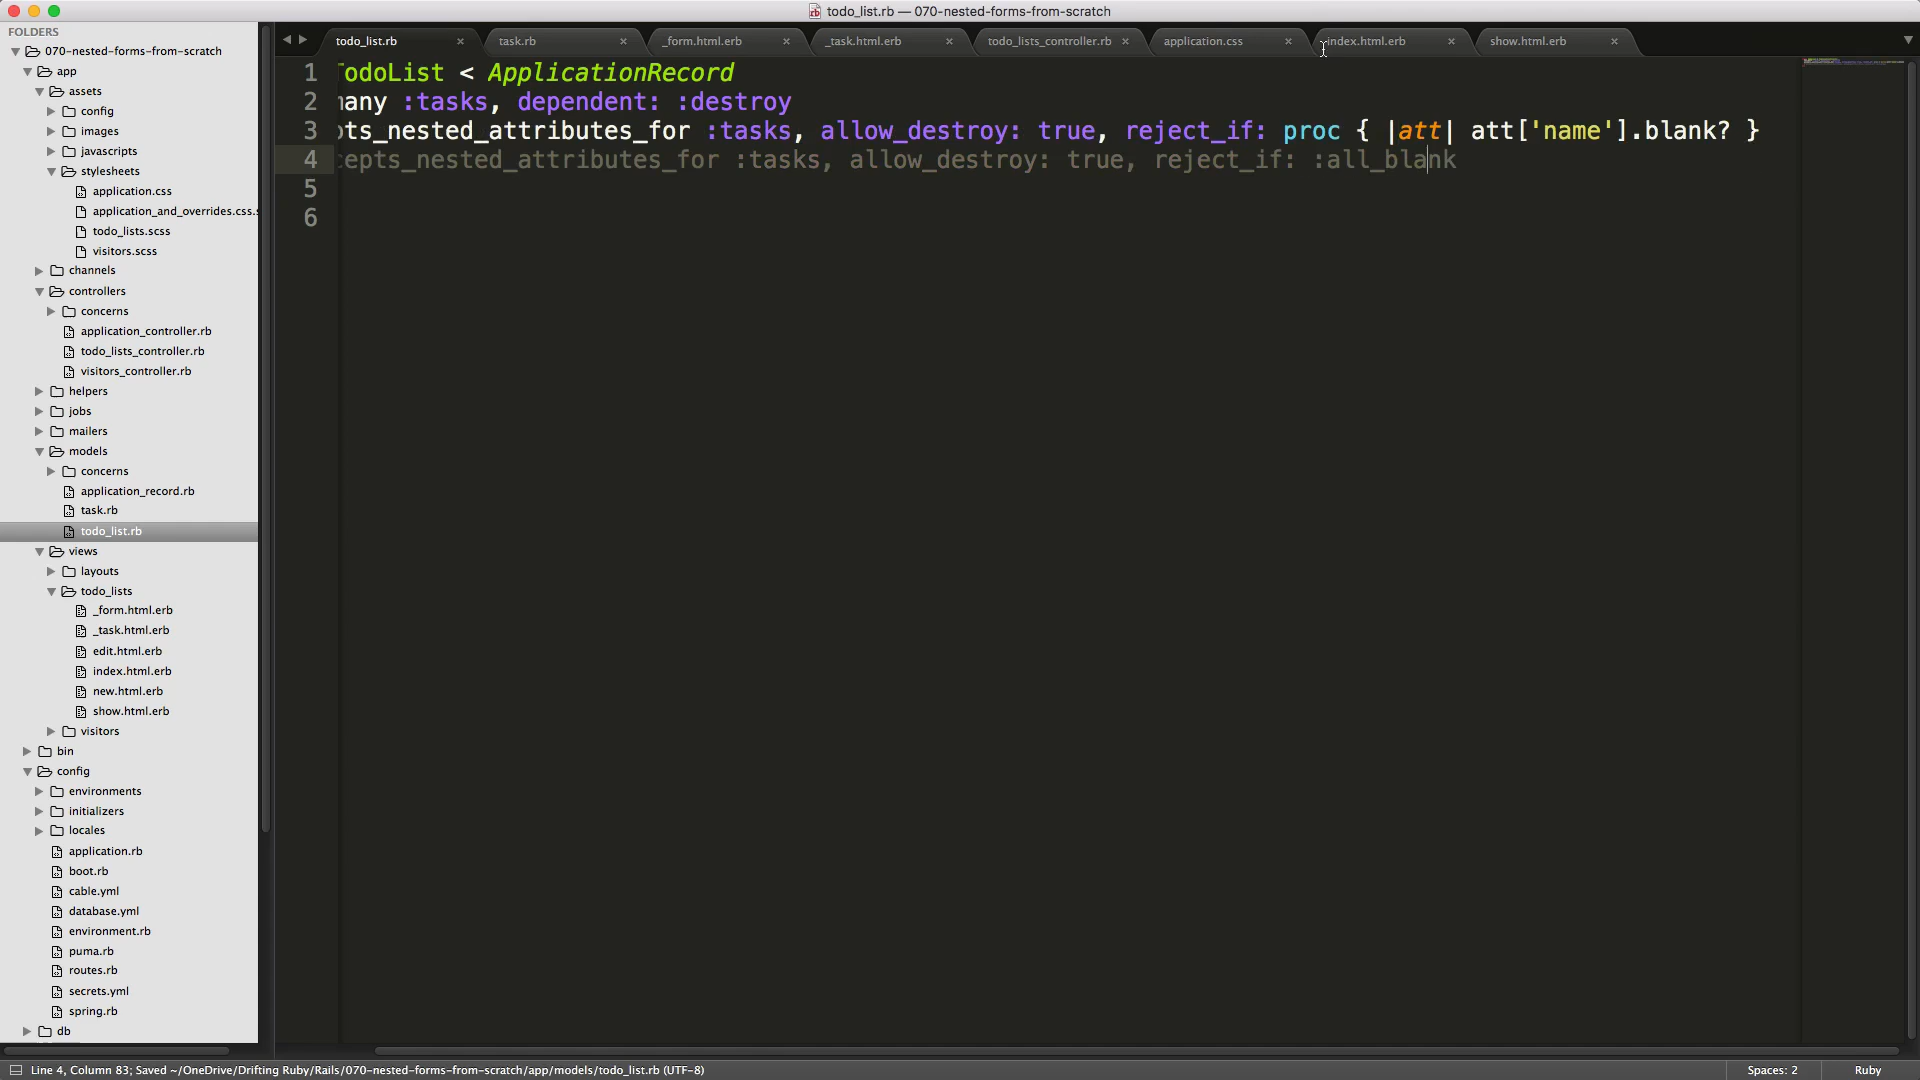 todo_list.rb — 070-nested-forms-from-scratch
FOLDERS
070-nested-forms-from-scratch
app
assets
config
images
javascripts
stylesheets
application.css
application_and_overrides.css.s
todo_lists.scss
visitors.scss
channels
controllers
concerns
application_controller.rb
todo_lists_controller.rb
visitors_controller.rb
helpers
jobs
mailers
models
concerns
application_record.rb
task.rb
todo_list.rb
views
layouts
todo_lists
_form.html.erb
_task.html.erb
edit.html.erb
index.html.erb
new.html.erb
show.html.erb
visitors
bin
config
environments
initializers
locales
application.rb
boot.rb
cable.yml
database.yml
environment.rb
puma.rb
routes.rb
secrets.yml
spring.rb
db
todo_list.rb × task.rb × _form.html.erb × _task.html.erb × todo_lists_controller.rb × application.css × index.html.erb × show.html.erb ×
1 TodoList < ApplicationRecord
2 many :tasks, dependent: :destroy
3 pts_nested_attributes_for :tasks, allow_destroy: true, reject_if: proc { |att| att['name'].blank? }
4 cepts_nested_attributes_for :tasks, allow_destroy: true, reject_if: :all_blank
5
6
Line 4, Column 83; Saved ~/OneDrive/Drifting Ruby/Rails/070-nested-forms-from-scratch/app/models/todo_list.rb (UTF-8) Spaces: 2 Ruby